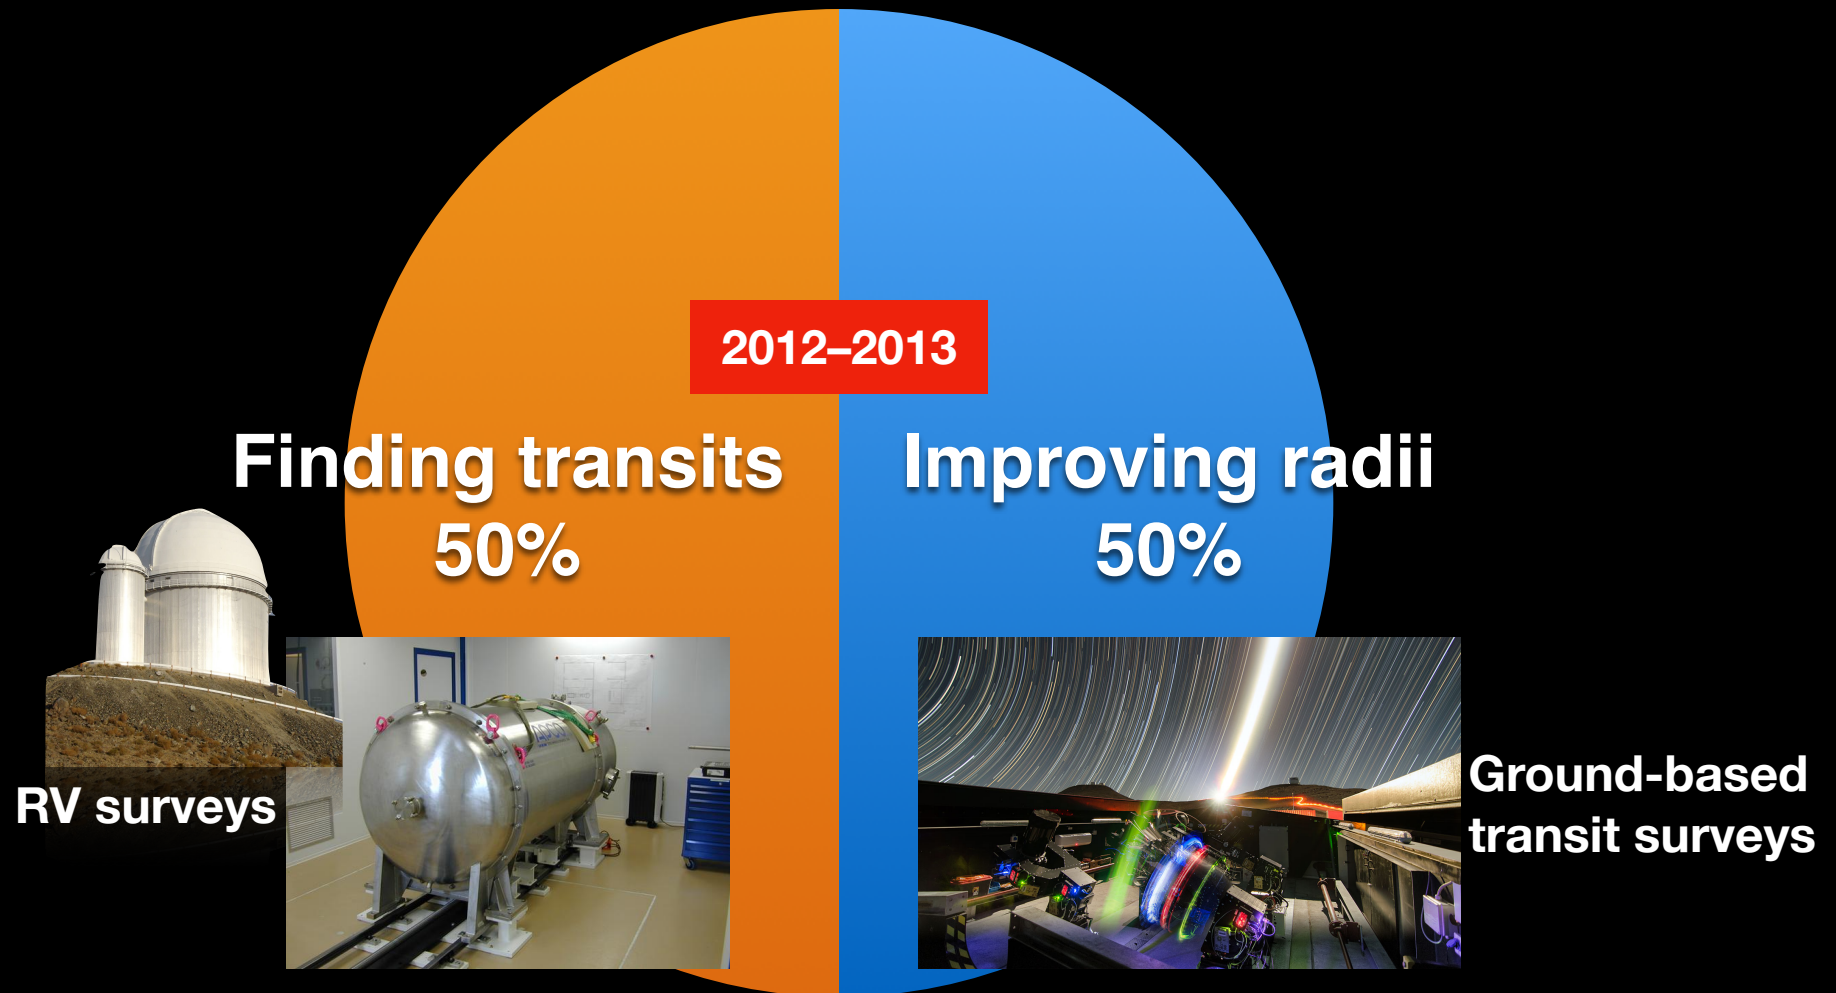 2012–2013
Finding transits
50%
Improving radii
50%
RV surveys
Ground-based
transit surveys